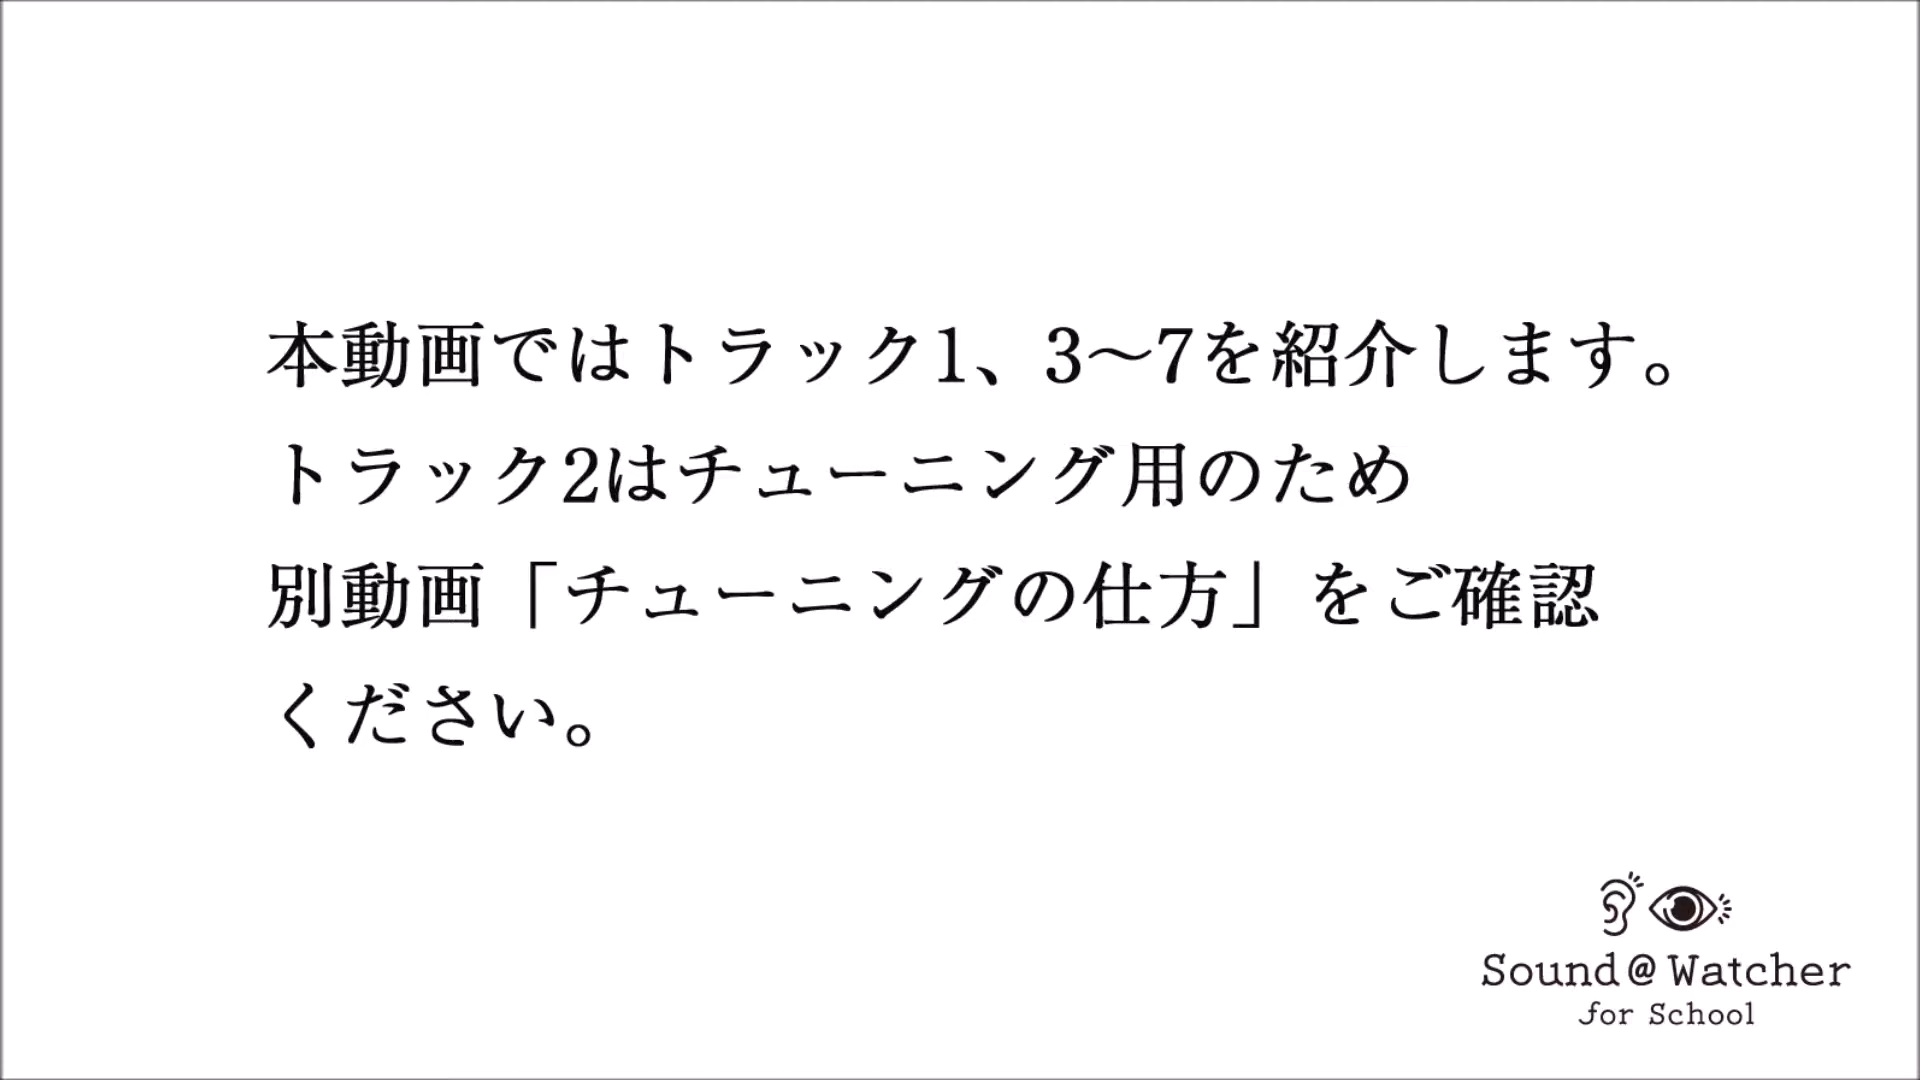 本動画ではトラック1、3〜7を紹介します。
トラック2はチューニング用のため
別動画「チューニングの仕方」をご確認
ください。
Sound@Watcher
for School